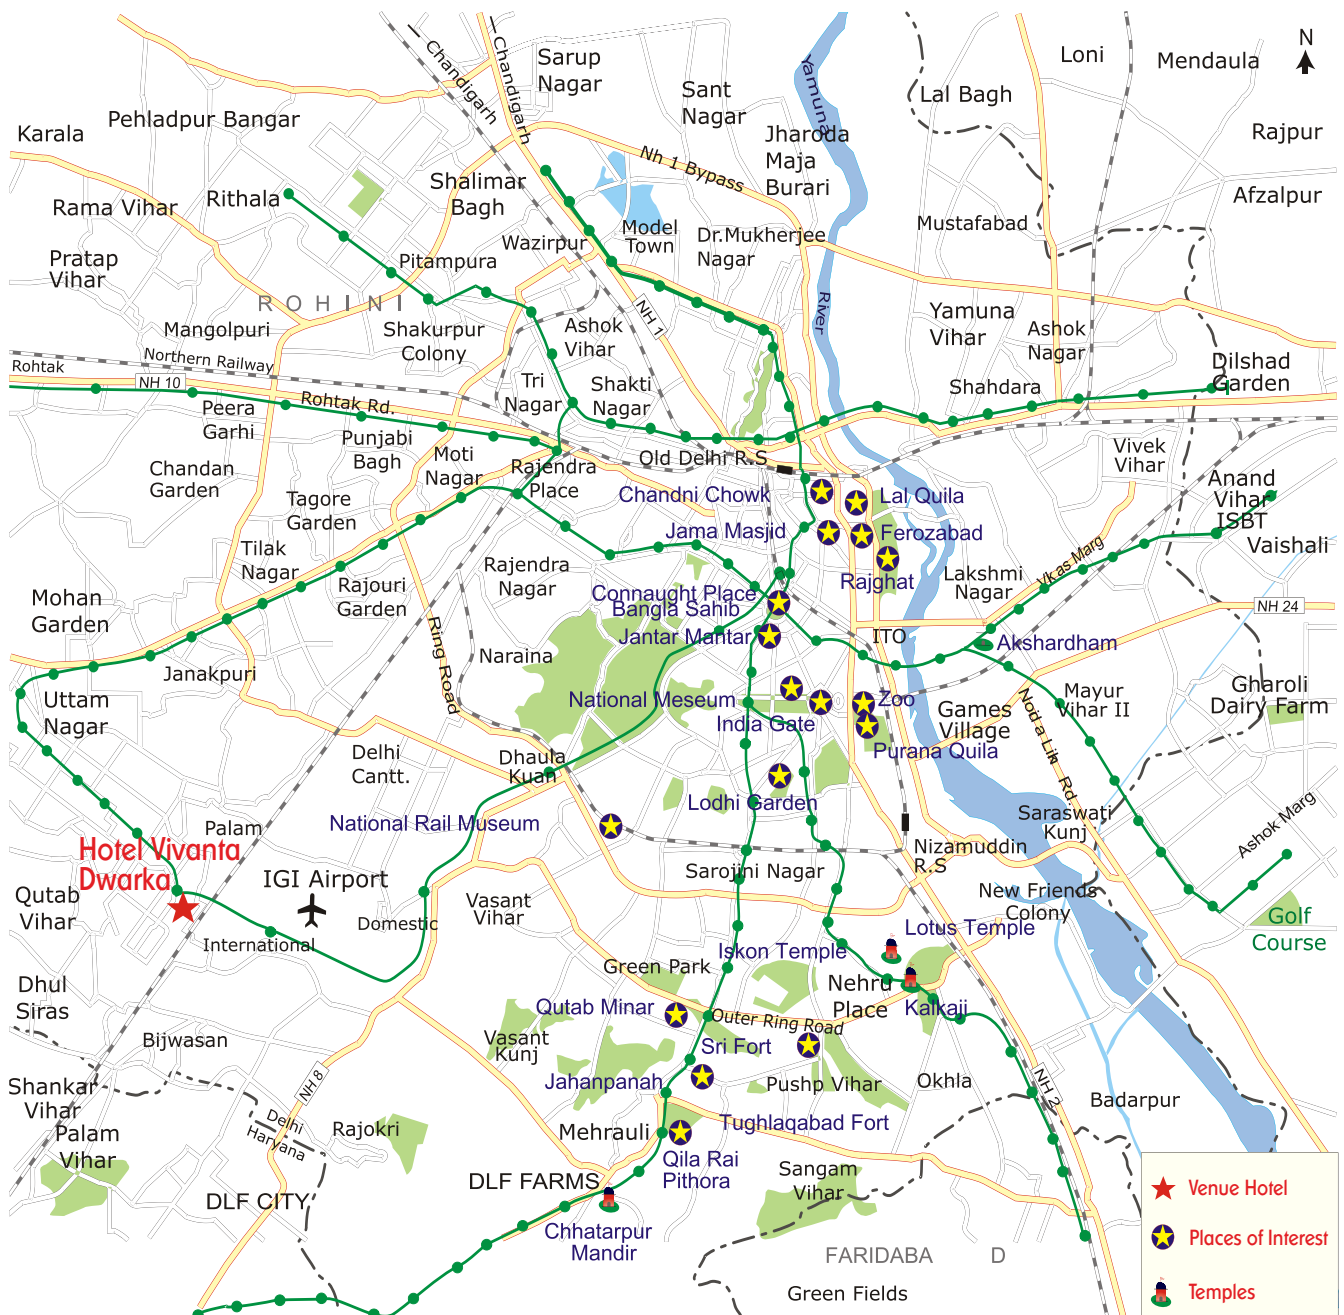 N
Chandigarh
Chandigarh
Sarup
Nagar
Sant
Nagar
Yamuna
Lal Bagh
Loni
Mendaula
Karala
Pehladpur Bangar
Jharoda
Maja
Burari
Rajpur
Nh 1 Bypass
Rithala
Shalimar
Bagh
Afzalpur
Rama Vihar
Mustafabad
Wazirpur
Model
Town
Dr.Mukherjee
Nagar
Pratap
Vihar
Pitampura
ROHINI
River
NH 1
Yamuna
Vihar
Ashok
Nagar
Mangolpuri
Shakurpur
Colony
Ashok
Vihar
Northern Railway
Rohtak
NH 10
Rohtak Rd.
Tri
Nagar
Shakti
Nagar
Shahdara
Dilshad
Garden
Peera
Garhi
Punjabi
Bagh
Moti
Nagar
Rajendra
Place
Old Delhi R.S
Vivek
Vihar
Chandan
Garden
Tagore
Garden
Chandni Chowk
Lal Quila
Anand
Vihar
ISBT
Jama Masjid
Ferozabad
Vaishali
Tilak
Nagar
Rajouri
Garden
Rajendra
Nagar
Rajghat
Lakshmi
Nagar
Vkas Marg
Mohan
Garden
Connaught Place
Bangla Sahib
NH 24
Ring Road
Jantar Mantar
ITO
Akshardham
Naraina
Janakpuri
Uttam
Nagar
National Meseum
Zoo
India Gate
Games
Village
Noida Lik Rd.
Mayur
Vihar II
Gharoli
Dairy Farm
Purana Quila
Delhi
Cantt.
Dhaula
Kuan
Lodhi Garden
Saraswati
Kunj
Ashok Marg
Palam
National Rail Museum
Hotel Vivanta
Dwarka
Nizamuddin
R.S
IGI Airport
Sarojini Nagar
Qutab
Vihar
Vasant
Vihar
New Friends
Colony
Domestic
International
Lotus Temple
Golf
Course
Iskon Temple
Green Park
Dhul
Siras
Nehru
Place
Kalkaji
Qutab Minar
Outer Ring Road
Bijwasan
Vasant
Kunj
Sri Fort
NH 8
Shankar
Vihar
Jahanpanah
Pushp Vihar
Okhla
NH 2
Badarpur
Delhi
Haryana
Rajokri
Tughlaqabad Fort
Palam
Vihar
Mehrauli
Qila Rai
Pithora
Sangam
Vihar
DLF CITY
DLF FARMS
Chhatarpur
Mandir
FARIDABA D
Green Fields
Venue Hotel
Places of Interest
Temples